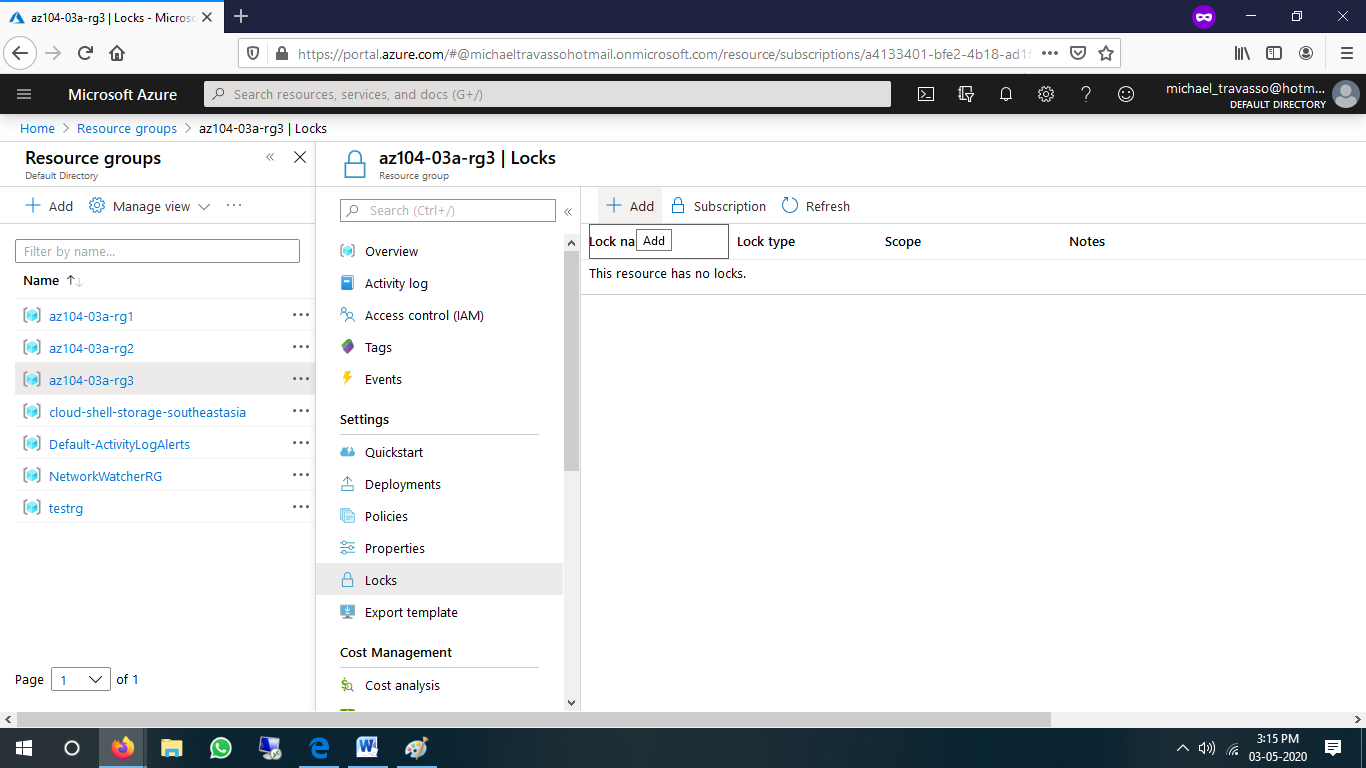 az104-03a-rg3 | Locks - Micros
https://portal.azure.com/#@michaeltravassohotmail.onmicrosoft.com/resource/subscriptions/a4133401-bfe2-4b18-ad1f
Microsoft Azure
Search resources, services, and docs (G+/)
michael_travasso@hotm...
DEFAULT DIRECTORY
Home > Resource groups > az104-03a-rg3 | Locks
Resource groups
Default Directory
Add
Manage view
Filter by name...
Name
az104-03a-rg1
az104-03a-rg2
az104-03a-rg3
cloud-shell-storage-southeastasia
Default-ActivityLogAlerts
NetworkWatcherRG
testrg
Page 1 of 1
az104-03a-rg3 | Locks
Resource group
Search (Ctrl+/)
Overview
Activity log
Access control (IAM)
Tags
Events
Settings
Quickstart
Deployments
Policies
Properties
Locks
Export template
Cost Management
Cost analysis
Add
Subscription
Refresh
Lock na
Add
Lock type
Scope
Notes
This resource has no locks.
3:15 PM
03-05-2020